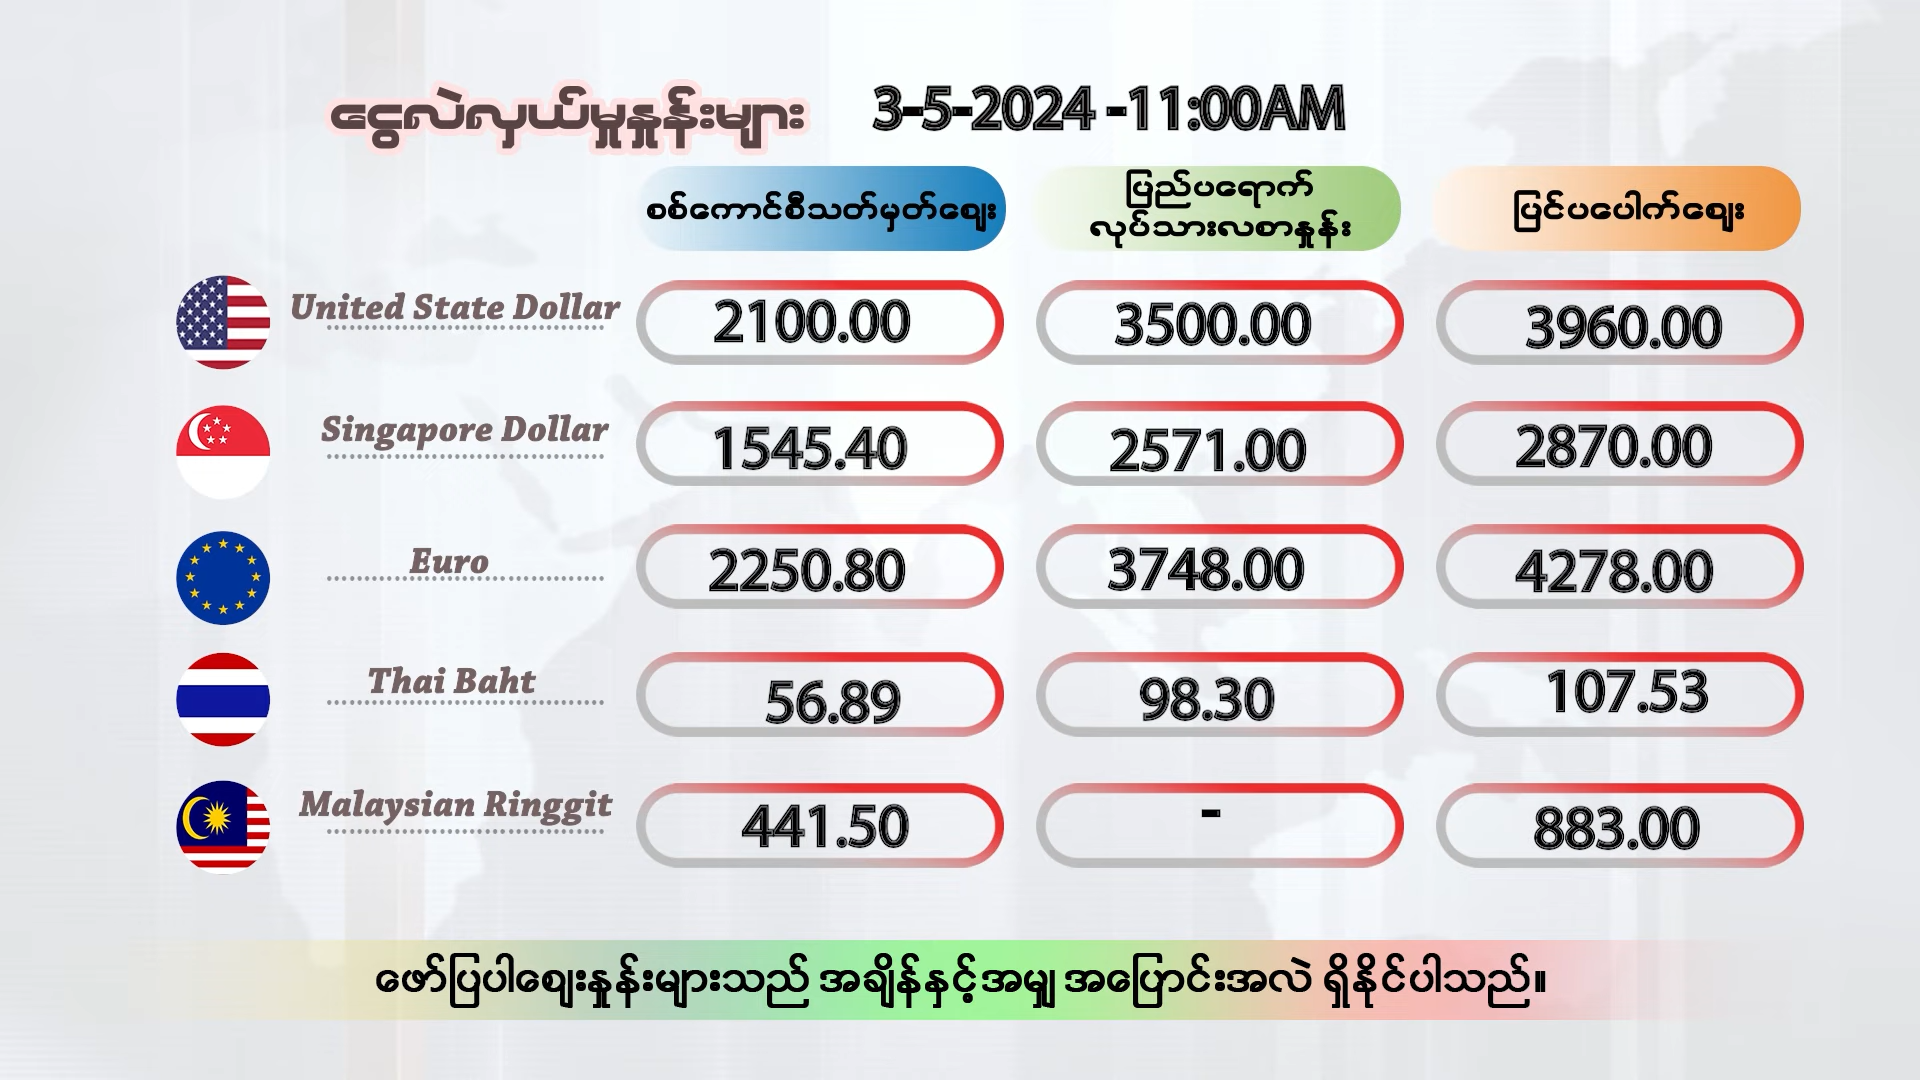 ငွေလဲလှယ်မှုနှုန်းများ 3-5-2024 -11:00AM
စစ်ကောင်စီသတ်မှတ်ဈေး
ပြည်ပရောက်
လုပ်သားလစာနှုန်း
ပြင်ပပေါက်ဈေး
United State Dollar 2100.00 3500.00 3960.00
Singapore Dollar 1545.40 2571.00 2870.00
Euro 2250.80 3748.00 4278.00
Thai Baht 56.89 98.30 107.53
Malaysian Ringgit 441.50 - 883.00
ဖော်ပြပါဈေးနှုန်းများသည် အချိန်နှင့်အမျှ အပြောင်းအလဲ ရှိနိုင်ပါသည်။